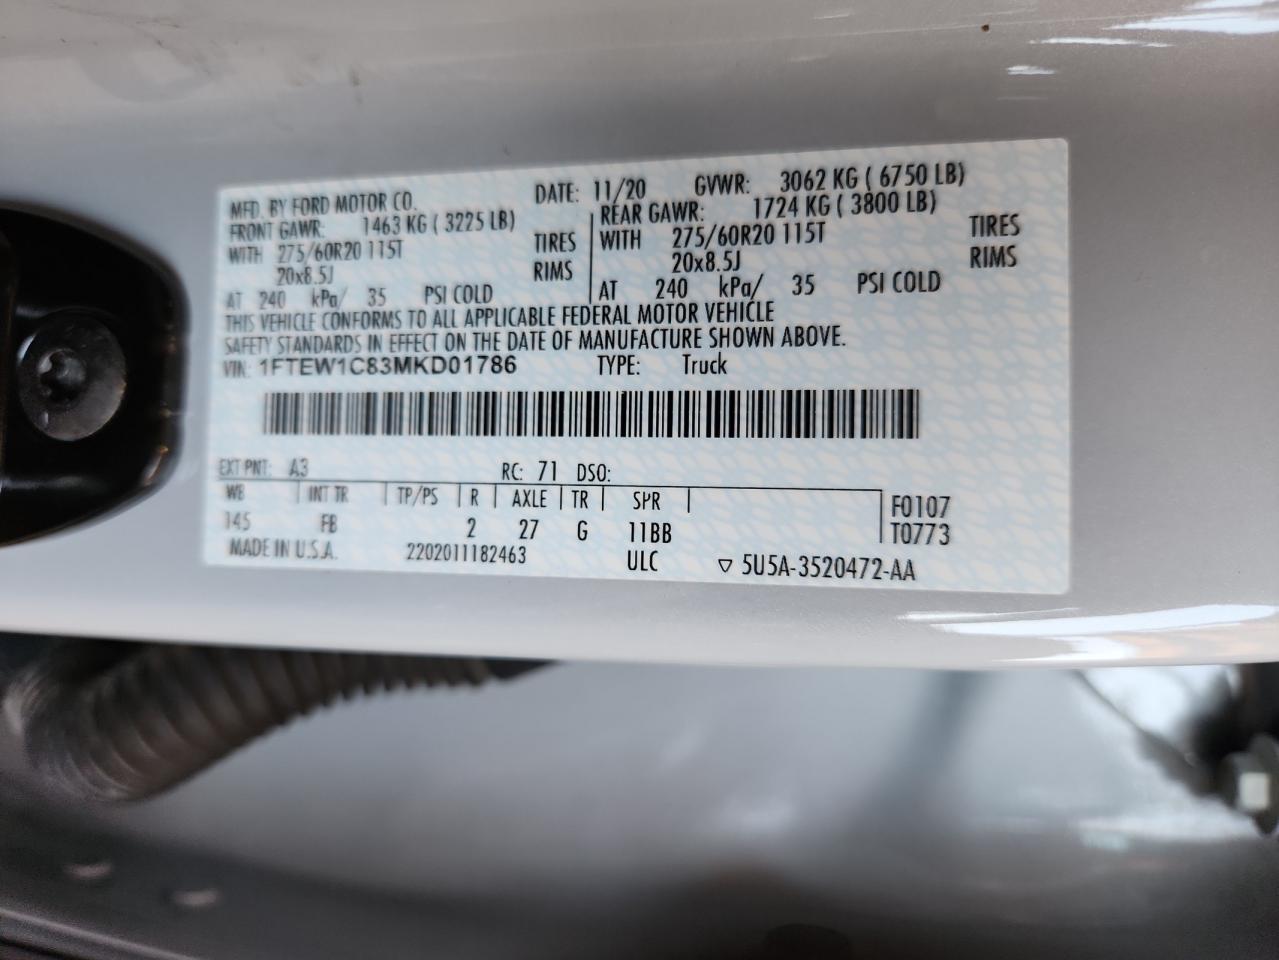 MFD. BY FORD MOTOR CO. DATE: 11/20 GVWR: 3062 KG ( 6750 LB)
FRONT GAWR: 1463 KG ( 3225 LB) REAR GAWR: 1724 KG ( 3800 LB)
WITH 275/60R20 115T TIRES WITH 275/60R20 115T TIRES
20x8.5J RIMS 20x8.5J RIMS
AT 240 kPa/ 35 PSI COLD AT 240 kPa/ 35 PSI COLD
THIS VEHICLE CONFORMS TO ALL APPLICABLE FEDERAL MOTOR VEHICLE
SAFETY STANDARDS IN EFFECT ON THE DATE OF MANUFACTURE SHOWN ABOVE.
VIN: 1FTEW1C83MKD01786 TYPE: Truck
EXT PNT: A3 RC: 71 DSO:
WB INT TR TP/PS R AXLE TR SPR F0107
145 FB 2 27 G 11BB T0773
MADE IN U.S.A. 2202011182463 ULC ▽ 5U5A-3520472-AA